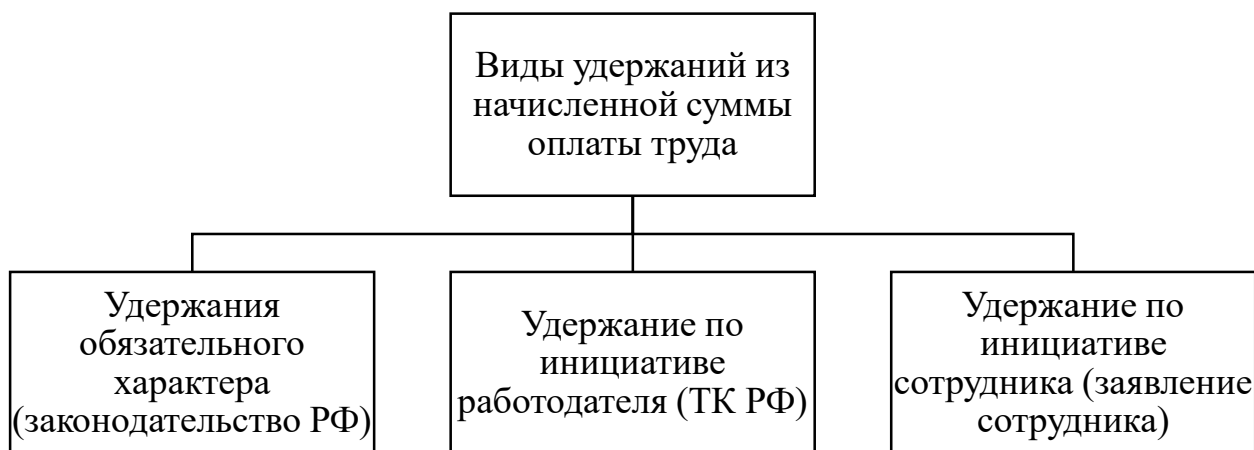 Виды удержаний из
начисленной суммы
оплаты труда
Удержания
обязательного
характера
(законодательство РФ)
Удержание по
инициативе
работодателя (ТК РФ)
Удержание по
инициативе
сотрудника (заявление
сотрудника)